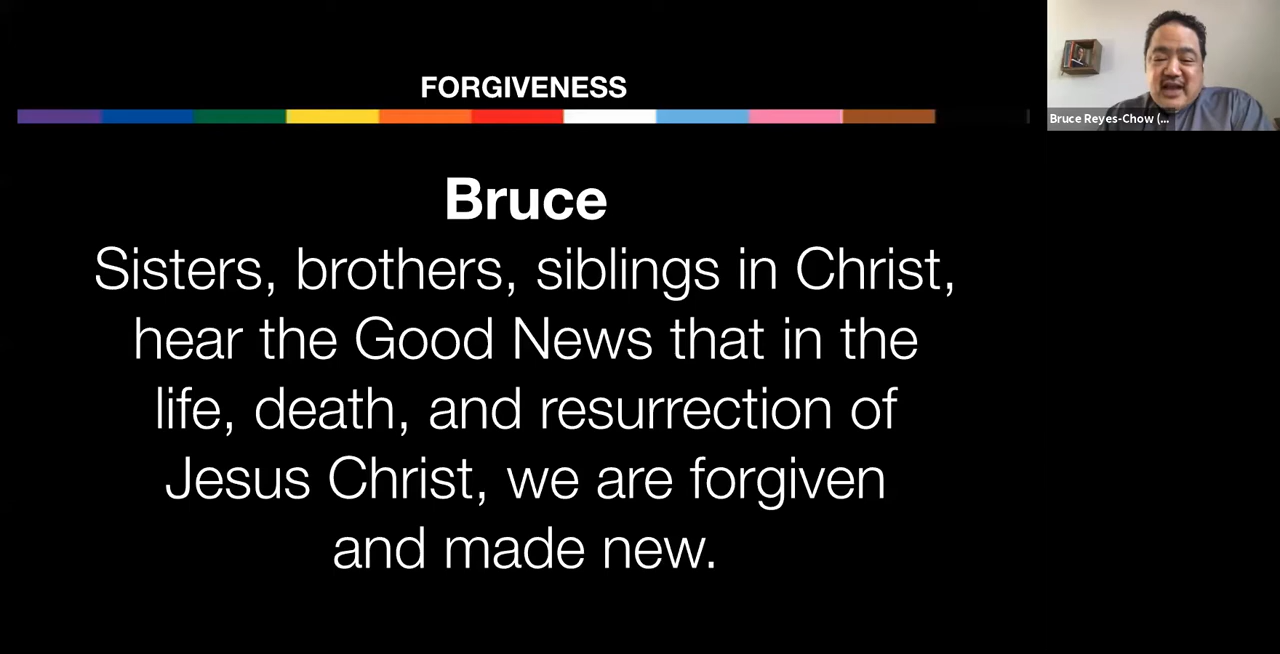 FORGIVENESS
Bruce Reyes-Chow (...
Bruce
Sisters, brothers, siblings in Christ,
hear the Good News that in the
life, death, and resurrection of
Jesus Christ, we are forgiven
and made new.